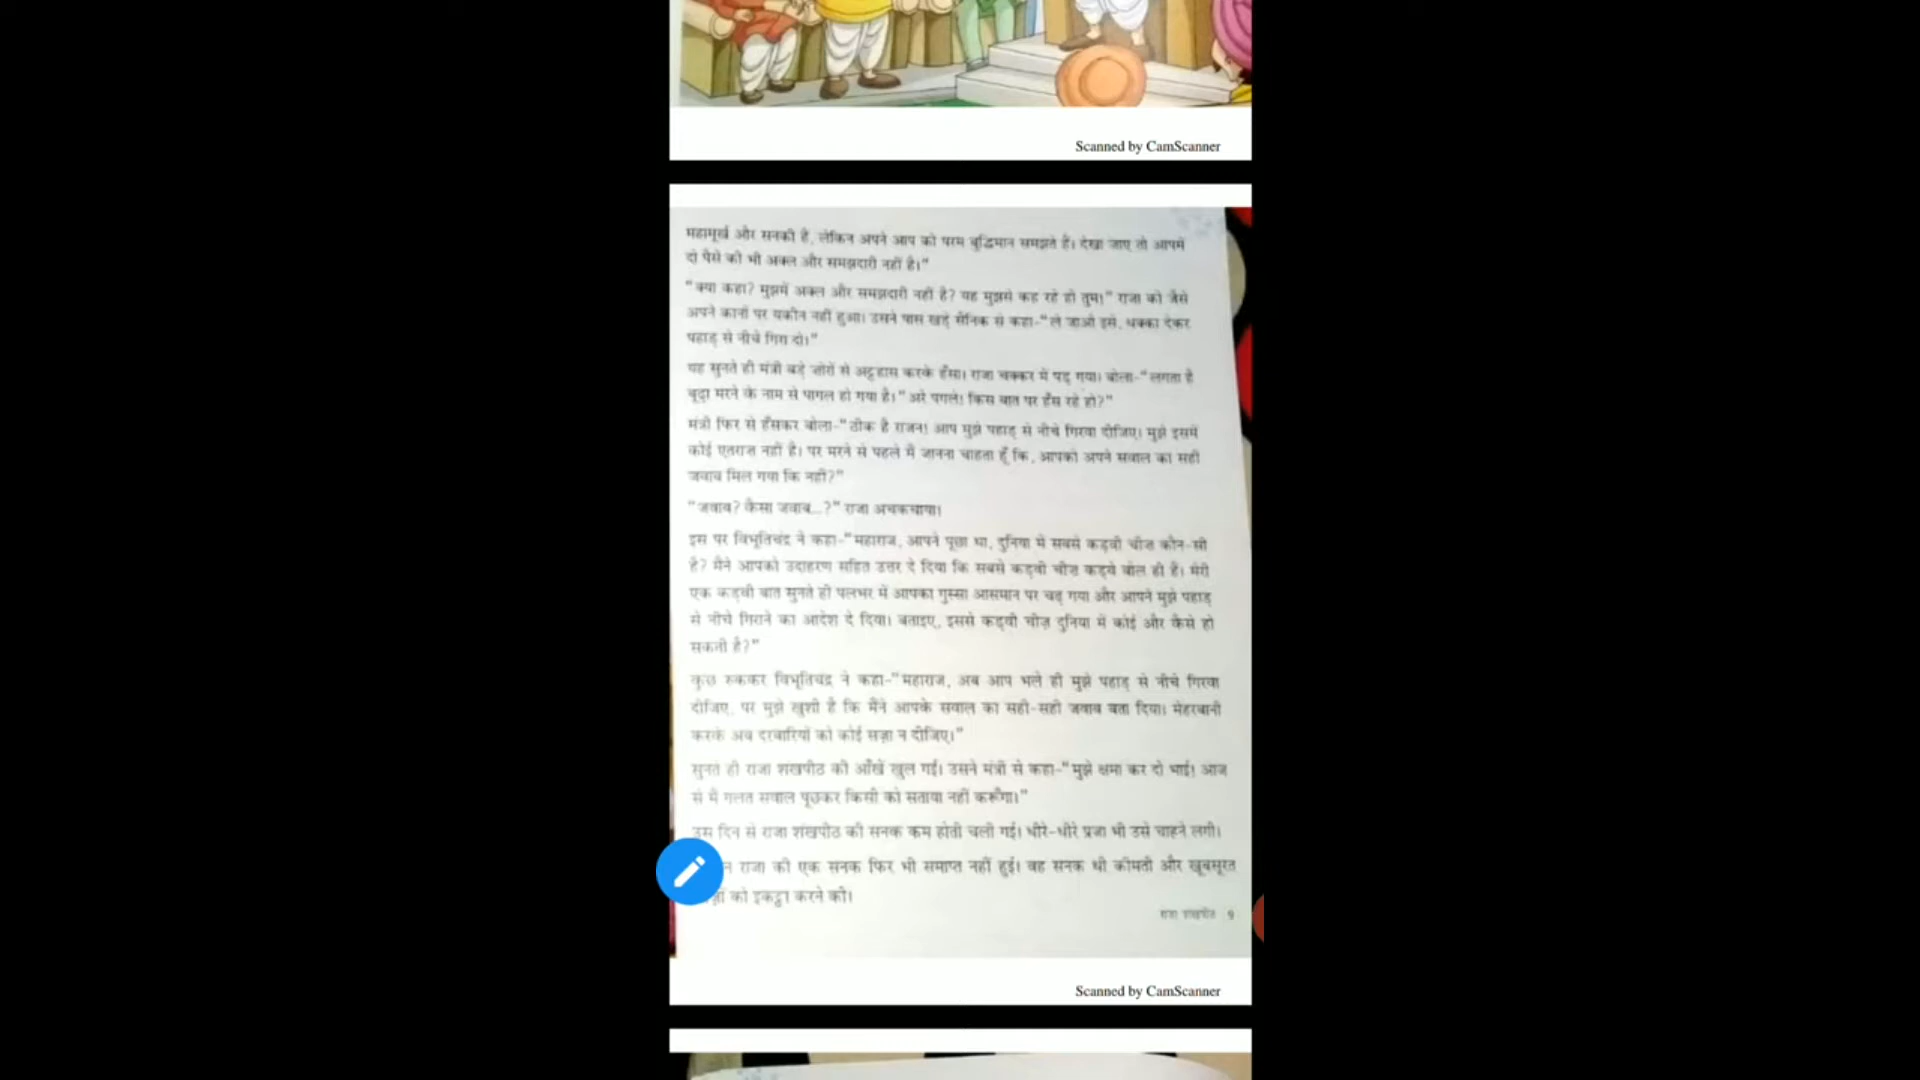 Scanned by CamScanner
महामूर्ख और सनकी हैं, लेकिन अपने आप को परम बुद्धिमान समझते हैं। देखा जाए तो आपमें
दो पैसे की भी अक्ल और समझदारी नहीं है।”
“क्या कहा? मुझमें अक्ल और समझदारी नहीं है? यह मुझसे कह रहे हो तुम!” राजा को जैसे
अपने कानों पर यकीन नहीं हुआ। उसने पास खड़े सैनिक से कहा-“ले जाओ इसे, धक्का देकर
पहाड़ से नीचे गिरा दो।”
यह सुनते ही मंत्री बड़े जोरों से अट्टहास करके हँसा। राजा चक्कर में पड़ गया। बोला-“लगता है
बूढ़ा मरने के नाम से पागल हो गया है।” अरे पगले! किस बात पर हँस रहे हो?”
मंत्री फिर से हँसकर बोला-“ठीक है राजन! आप मुझे पहाड़ से नीचे गिरवा दीजिए। मुझे इसमें
कोई एतराज नहीं है। पर मरने से पहले मैं जानना चाहता हूँ कि, आपको अपने सवाल का सही
जवाब मिल गया कि नहीं?”
“जवाब? कैसा जवाब...?” राजा अचकचाया।
इस पर विभूतिचंद्र ने कहा-“महाराज, आपने पूछा था, दुनिया में सबसे कड़वी चीज़ कौन-सी
है? मैंने आपको उदाहरण सहित उत्तर दे दिया कि सबसे कड़वी चीज़ कड़वे बोल ही हैं। मेरी
एक कड़वी बात सुनते ही पलभर में आपका गुस्सा आसमान पर चढ़ गया और आपने मुझे पहाड़
से नीचे गिराने का आदेश दे दिया। बताइए, इससे कड़वी चीज़ दुनिया में कोई और कैसे हो
सकती है?”
कुछ रुककर विभूतिचंद्र ने कहा-“महाराज, अब आप भले ही मुझे पहाड़ से नीचे गिरवा
दीजिए, पर मुझे खुशी है कि मैंने आपके सवाल का सही-सही जवाब बता दिया। मेहरबानी
करके अब दरबारियों को कोई सज़ा न दीजिए।”
सुनते ही राजा शंखपीठ की आँखें खुल गईं। उसने मंत्री से कहा-“मुझे क्षमा कर दो भाई! आज
से मैं गलत सवाल पूछकर किसी को सताया नहीं करूँगा।”
उस दिन से राजा शंखपीठ की सनक कम होती चली गई। धीरे-धीरे प्रजा भी उसे चाहने लगी।
न राजा की एक सनक फिर भी समाप्त नहीं हुई। वह सनक थी कीमती और खूबसूरत
को इकट्ठा करने की।
राजा शंखपीठ 9
Scanned by CamScanner